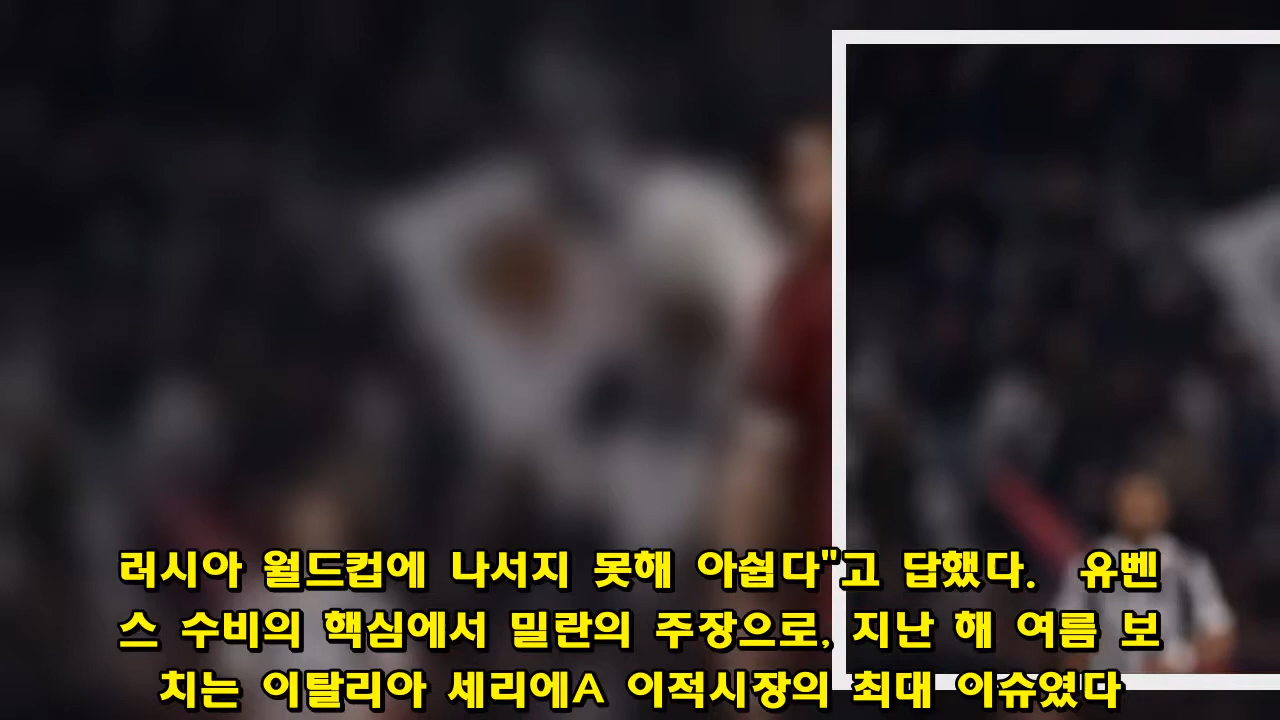 러시아 월드컵에 나서지 못해 아쉽다"고 답했다. 유벤
스 수비의 핵심에서 밀란의 주장으로, 지난 해 여름 보
치는 이탈리아 세리에A 이적시장의 최대 이슈였다